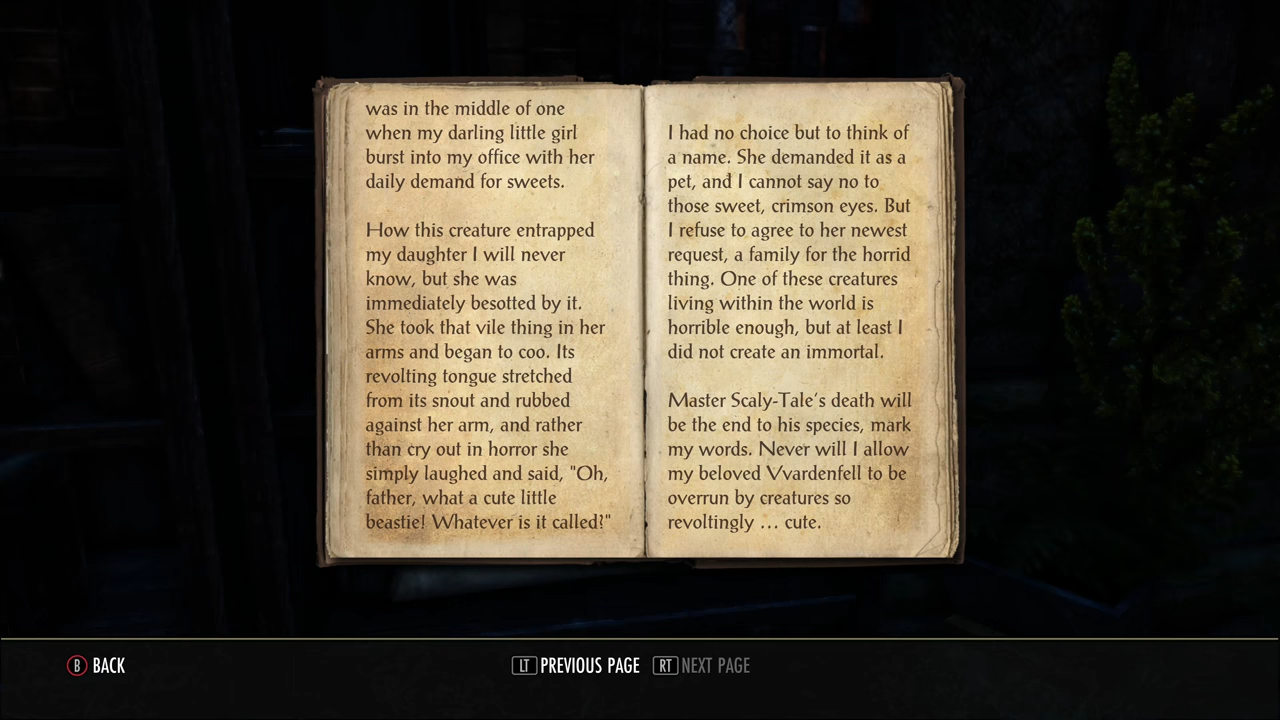 was in the middle of one
when my darling little girl
burst into my office with her
daily demand for sweets.
How this creature entrapped
my daughter I will never
know, but she was
immediately besotted by it.
She took that vile thing in her
arms and began to coo. Its
revolting tongue stretched
from its snout and rubbed
against her arm, and rather
than cry out in horror she
simply laughed and said, "Oh,
father, what a cute little
beastie! Whatever is it called?"
I had no choice but to think of
a name. She demanded it as a
pet, and I cannot say no to
those sweet, crimson eyes. But
I refuse to agree to her newest
request, a family for the horrid
thing. One of these creatures
living within the world is
horrible enough, but at least I
did not create an immortal.
Master Scaly-Tale's death will
be the end to his species, mark
my words. Never will I allow
my beloved Vvardenfell to be
overrun by creatures so
revoltingly … cute.
B BACK
LT PREVIOUS PAGE RT NEXT PAGE